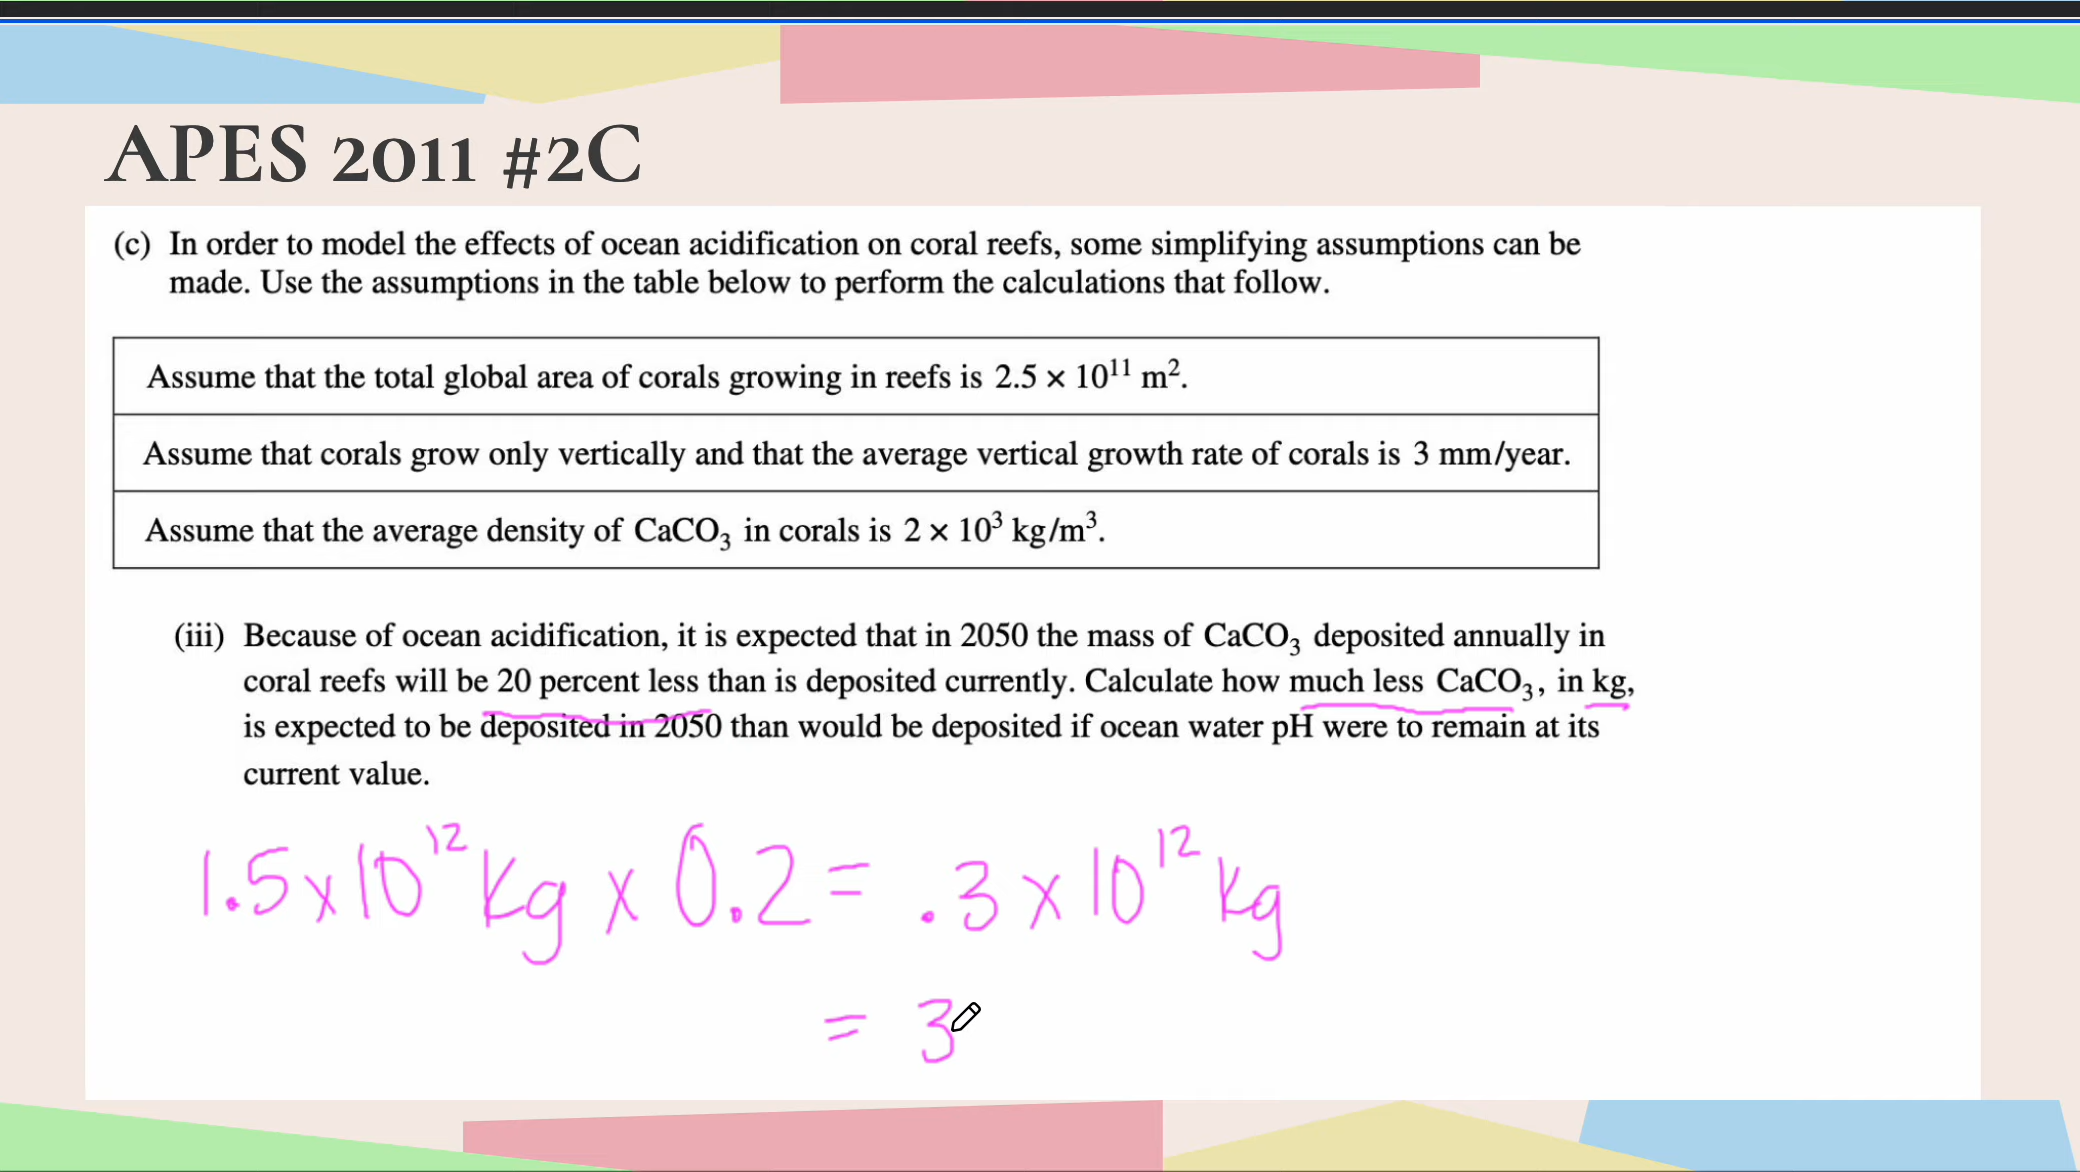 APES 2011 #2C
(c) In order to model the effects of ocean acidification on coral reefs, some simplifying assumptions can be
made. Use the assumptions in the table below to perform the calculations that follow.
Assume that the total global area of corals growing in reefs is 2.5 × 10¹¹ m².
Assume that corals grow only vertically and that the average vertical growth rate of corals is 3 mm/year.
Assume that the average density of CaCO₃ in corals is 2 × 10³ kg/m³.
(iii) Because of ocean acidification, it is expected that in 2050 the mass of CaCO₃ deposited annually in
coral reefs will be 20 percent less than is deposited currently. Calculate how much less CaCO₃, in kg,
is expected to be deposited in 2050 than would be deposited if ocean water pH were to remain at its
current value.
1.5x10¹² kg x 0.2 = .3 x 10¹² kg
= 3